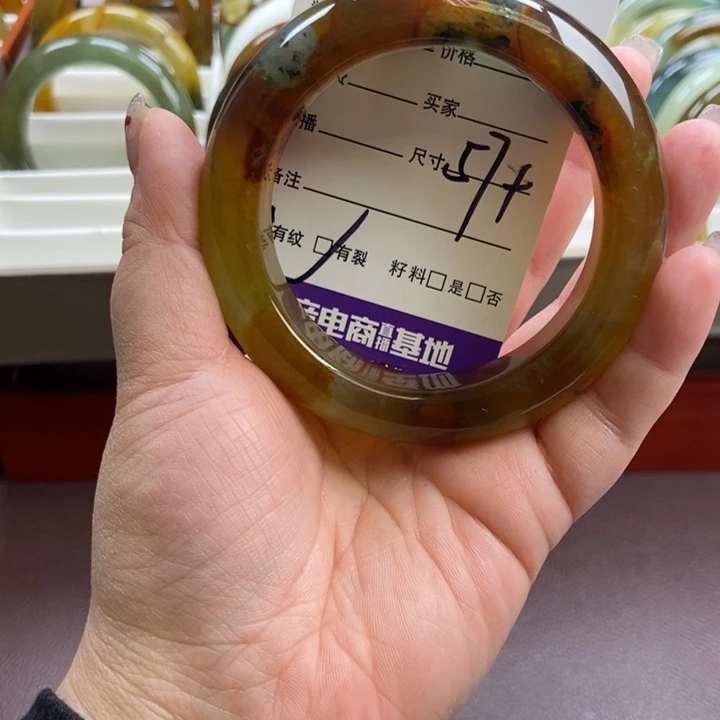 价格
买家
播 尺寸 57+
备注
有纹 □有裂 籽料□是□否
电商直播基地